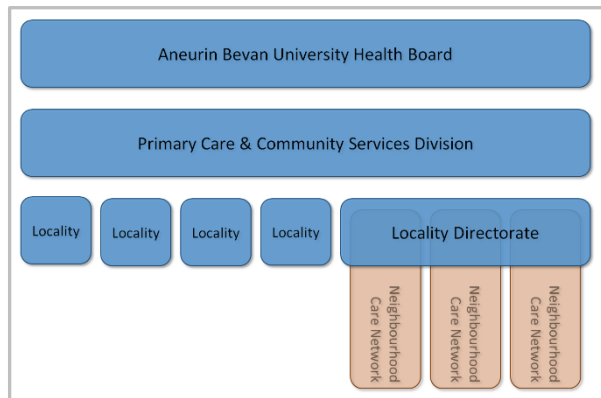 Aneurin Bevan University Health Board
Primary Care & Community Services Division
Locality
Locality
Locality
Locality
Locality Directorate
Neighbourhood
Care Network
Neighbourhood
Care Network
Neighbourhood
Care Network